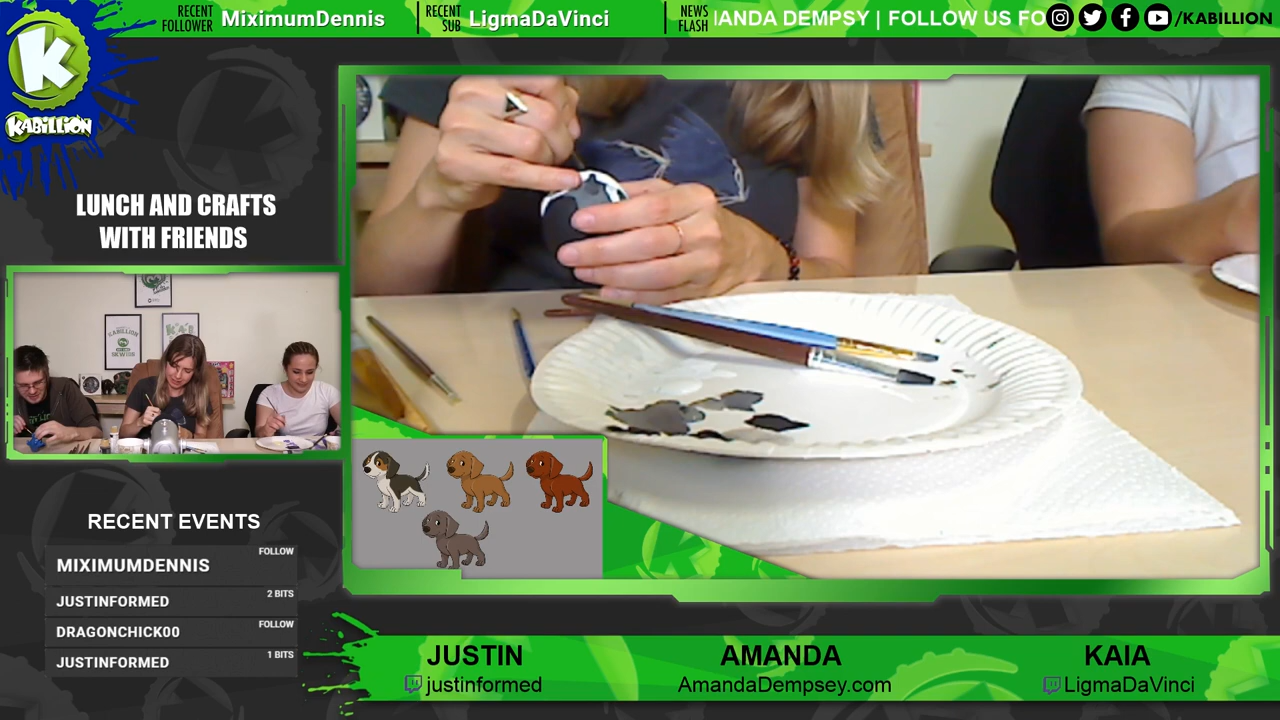 RECENT
FOLLOWER
MiximumDennis
RECENT
SUB
LigmaDaVinci
NEWS
FLASH
ANDA DEMPSY | FOLLOW US FO
/KABILLION
K
KABILLION
LUNCH AND CRAFTS
WITH FRIENDS
RECENT EVENTS
MIXIMUMDENNIS FOLLOW
JUSTINFORMED 2 BITS
DRAGONCHICK00 FOLLOW
JUSTINFORMED 1 BITS
JUSTIN
justinformed
AMANDA
AmandaDempsey.com
KAIA
LigmaDaVinci